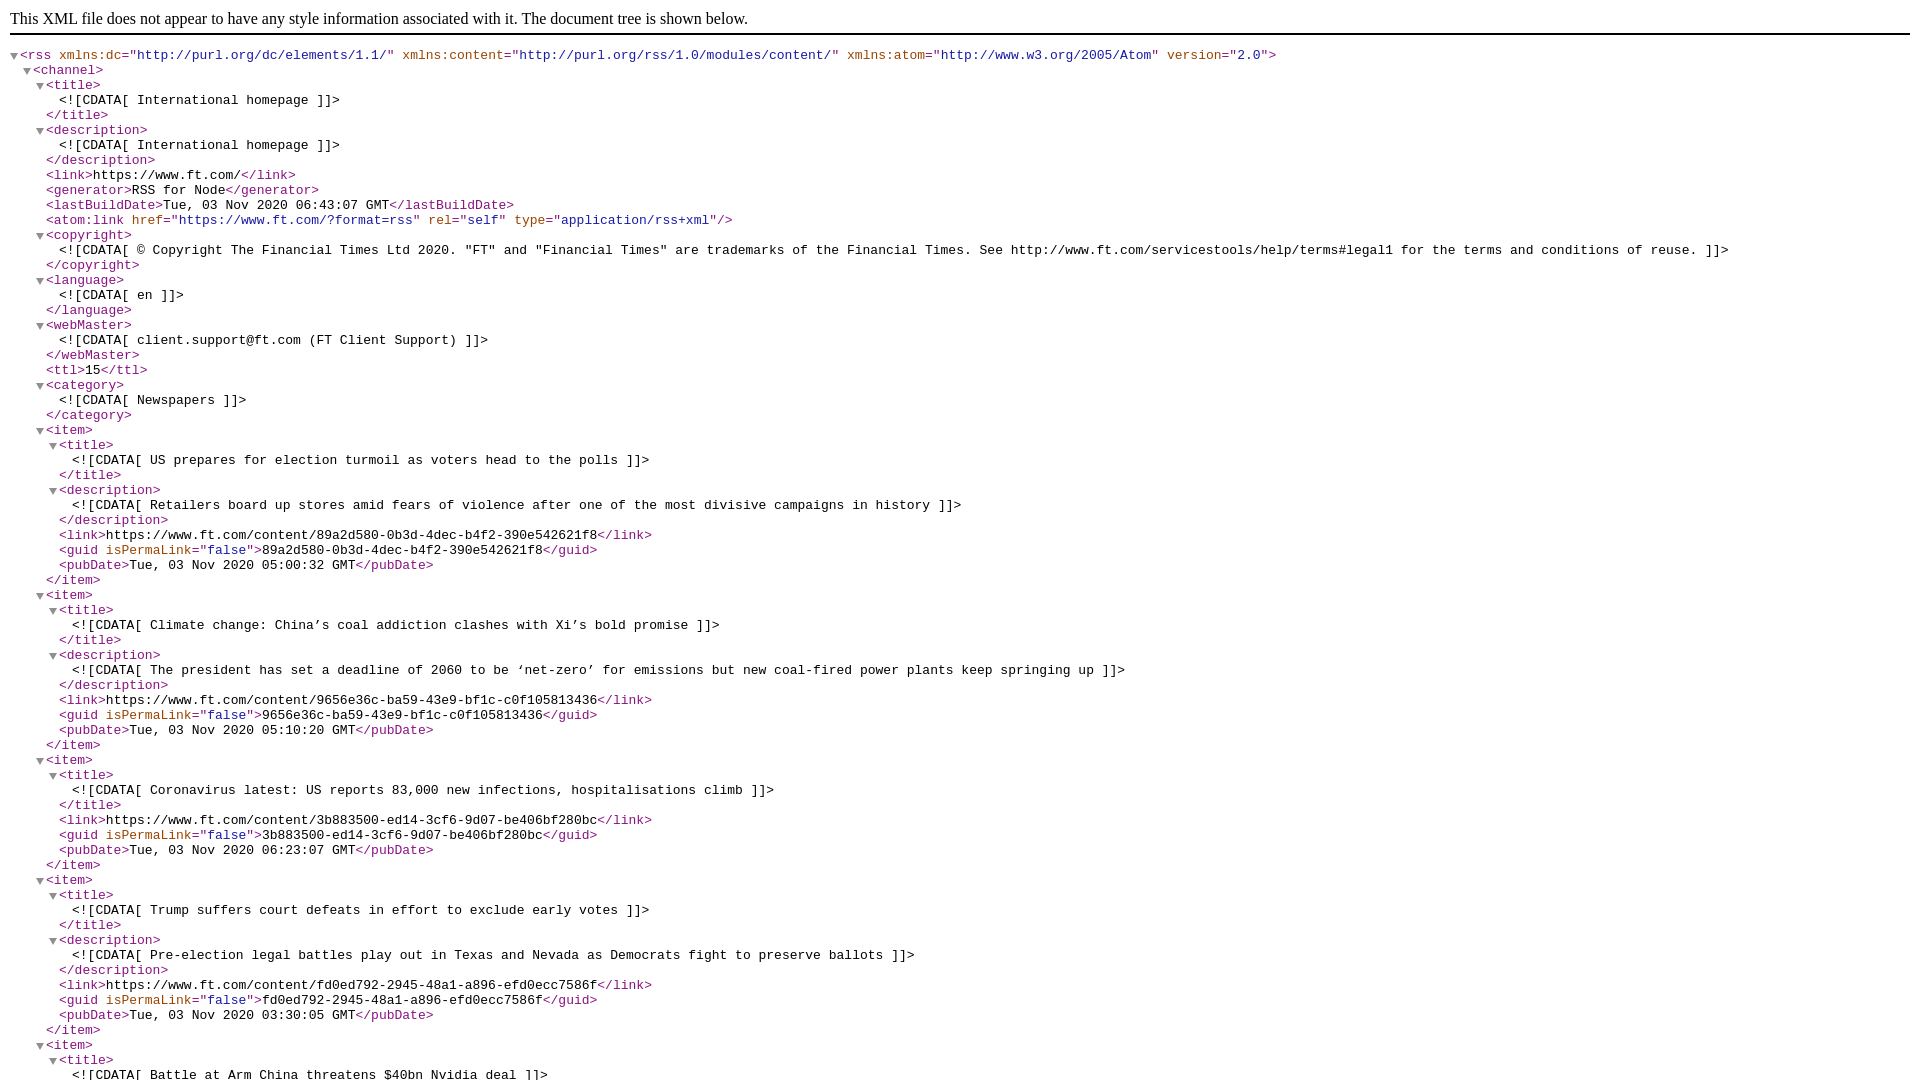 This XML file does not appear to have any style information associated with it. The document tree is shown below.
<rss xmlns:dc="http://purl.org/dc/elements/1.1/" xmlns:content="http://purl.org/rss/1.0/modules/content/" xmlns:atom="http://www.w3.org/2005/Atom" version="2.0">
<channel>
<title>
<![CDATA[ International homepage ]]>
</title>
<description>
<![CDATA[ International homepage ]]>
</description>
<link>https://www.ft.com/</link>
<generator>RSS for Node</generator>
<lastBuildDate>Tue, 03 Nov 2020 06:43:07 GMT</lastBuildDate>
<atom:link href="https://www.ft.com/?format=rss" rel="self" type="application/rss+xml"/>
<copyright>
<![CDATA[ © Copyright The Financial Times Ltd 2020. "FT" and "Financial Times" are trademarks of the Financial Times. See http://www.ft.com/servicestools/help/terms#legal1 for the terms and conditions of reuse. ]]>
</copyright>
<language>
<![CDATA[ en ]]>
</language>
<webMaster>
<![CDATA[ client.support@ft.com (FT Client Support) ]]>
</webMaster>
<ttl>15</ttl>
<category>
<![CDATA[ Newspapers ]]>
</category>
<item>
<title>
<![CDATA[ US prepares for election turmoil as voters head to the polls ]]>
</title>
<description>
<![CDATA[ Retailers board up stores amid fears of violence after one of the most divisive campaigns in history ]]>
</description>
<link>https://www.ft.com/content/89a2d580-0b3d-4dec-b4f2-390e542621f8</link>
<guid isPermaLink="false">89a2d580-0b3d-4dec-b4f2-390e542621f8</guid>
<pubDate>Tue, 03 Nov 2020 05:00:32 GMT</pubDate>
</item>
<item>
<title>
<![CDATA[ Climate change: China’s coal addiction clashes with Xi’s bold promise ]]>
</title>
<description>
<![CDATA[ The president has set a deadline of 2060 to be ‘net-zero’ for emissions but new coal-fired power plants keep springing up ]]>
</description>
<link>https://www.ft.com/content/9656e36c-ba59-43e9-bf1c-c0f105813436</link>
<guid isPermaLink="false">9656e36c-ba59-43e9-bf1c-c0f105813436</guid>
<pubDate>Tue, 03 Nov 2020 05:10:20 GMT</pubDate>
</item>
<item>
<title>
<![CDATA[ Coronavirus latest: US reports 83,000 new infections, hospitalisations climb ]]>
</title>
<link>https://www.ft.com/content/3b883500-ed14-3cf6-9d07-be406bf280bc</link>
<guid isPermaLink="false">3b883500-ed14-3cf6-9d07-be406bf280bc</guid>
<pubDate>Tue, 03 Nov 2020 06:23:07 GMT</pubDate>
</item>
<item>
<title>
<![CDATA[ Trump suffers court defeats in effort to exclude early votes ]]>
</title>
<description>
<![CDATA[ Pre-election legal battles play out in Texas and Nevada as Democrats fight to preserve ballots ]]>
</description>
<link>https://www.ft.com/content/fd0ed792-2945-48a1-a896-efd0ecc7586f</link>
<guid isPermaLink="false">fd0ed792-2945-48a1-a896-efd0ecc7586f</guid>
<pubDate>Tue, 03 Nov 2020 03:30:05 GMT</pubDate>
</item>
<item>
<title>
<![CDATA[ Battle at Arm China threatens $40bn Nvidia deal ]]>